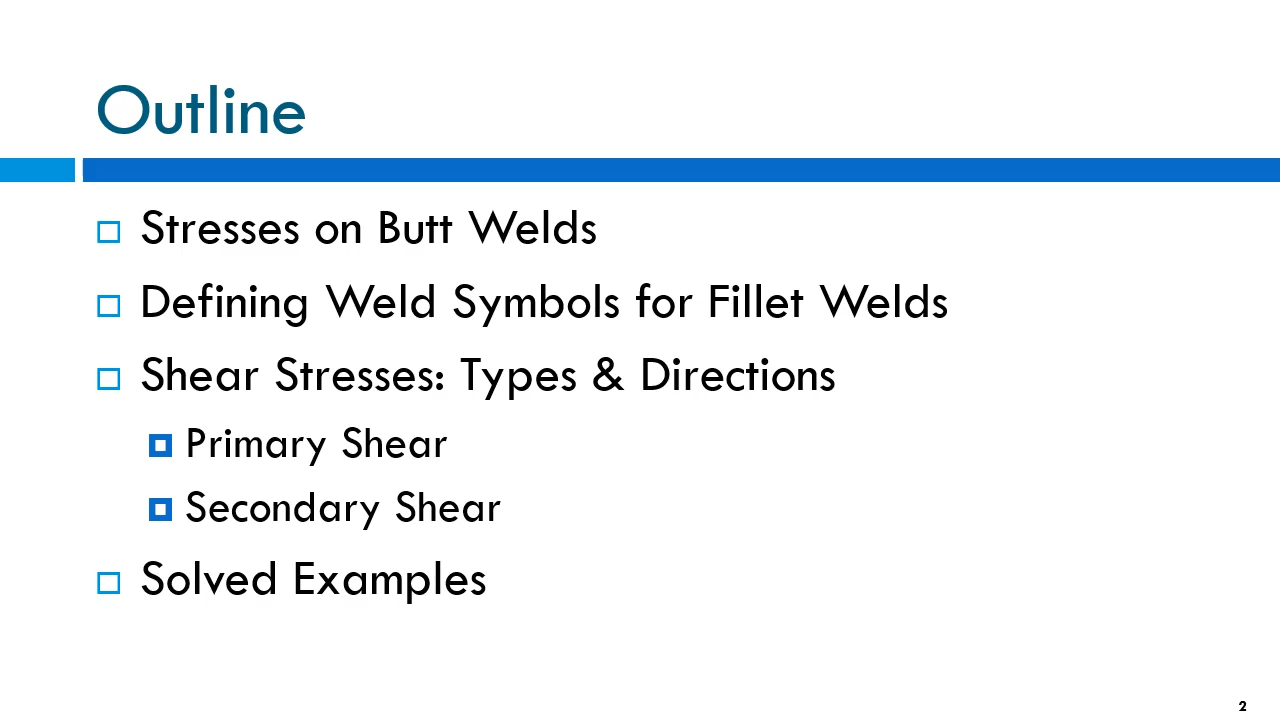 Outline
Stresses on Butt Welds
Defining Weld Symbols for Fillet Welds
Shear Stresses: Types & Directions
Primary Shear
Secondary Shear
Solved Examples
2